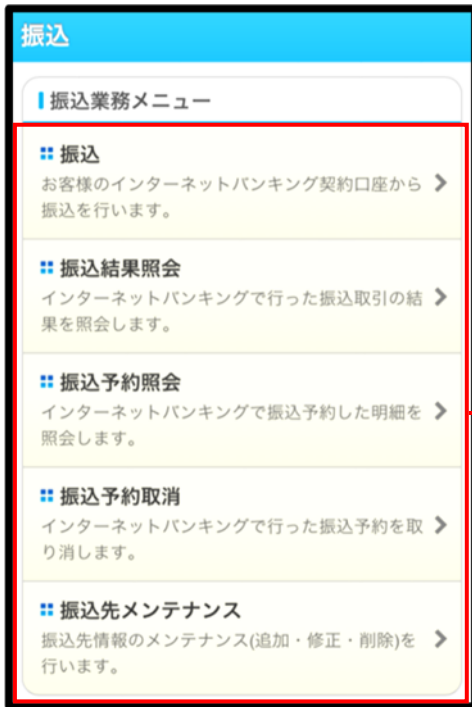 振込
振込業務メニュー
振込
お客様のインターネットバンキング契約口座から
振込を行います。
振込結果照会
インターネットバンキングで行った振込取引の結
果を照会します。
振込予約照会
インターネットバンキングで振込予約した明細を
照会します。
振込予約取消
インターネットバンキングで行った振込予約を取
り消します。
振込先メンテナンス
振込先情報のメンテナンス(追加・修正・削除)を
行います。